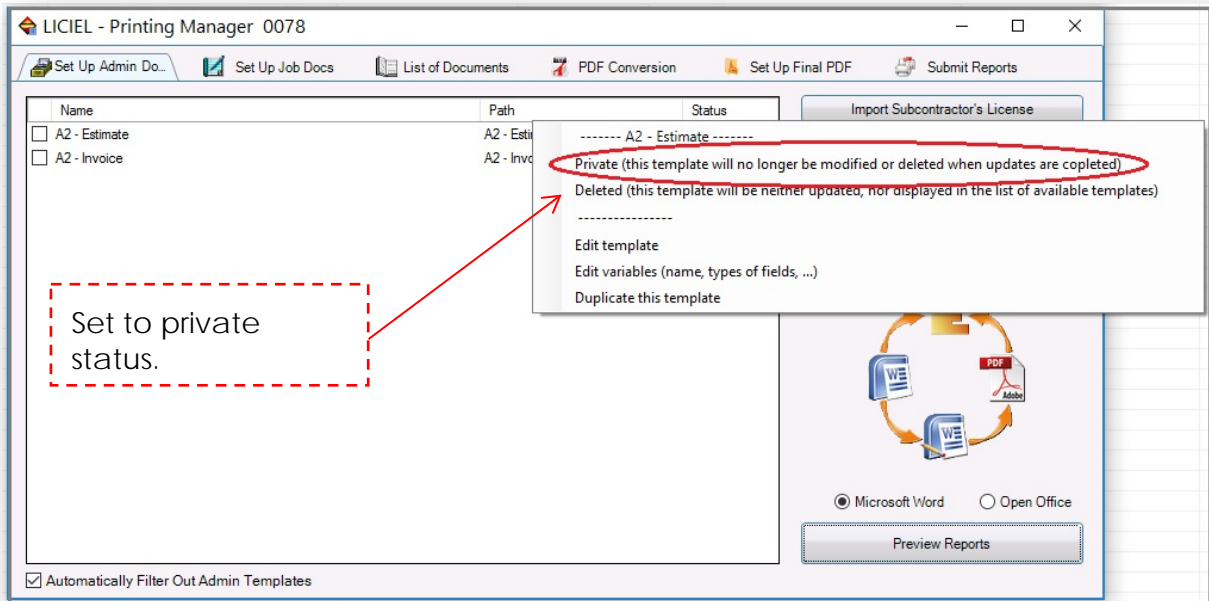 LICIEL - Printing Manager 0078
Set Up Admin Do...
Set Up Job Docs
List of Documents
PDF Conversion
Set Up Final PDF
Submit Reports
Name
Path
Status
Import Subcontractor's License
A2 - Estimate
A2 - Esti
A2 - Invoice
A2 - Invo
------- A2 - Estimate -------
Private (this template will no longer be modified or deleted when updates are copleted)
Deleted (this template will be neither updated, nor displayed in the list of available templates)
----------------
Edit template
Edit variables (name, types of fields, ...)
Duplicate this template
Set to private
status.
W
PDF
Adobe
W
Microsoft Word
Open Office
Preview Reports
Automatically Filter Out Admin Templates